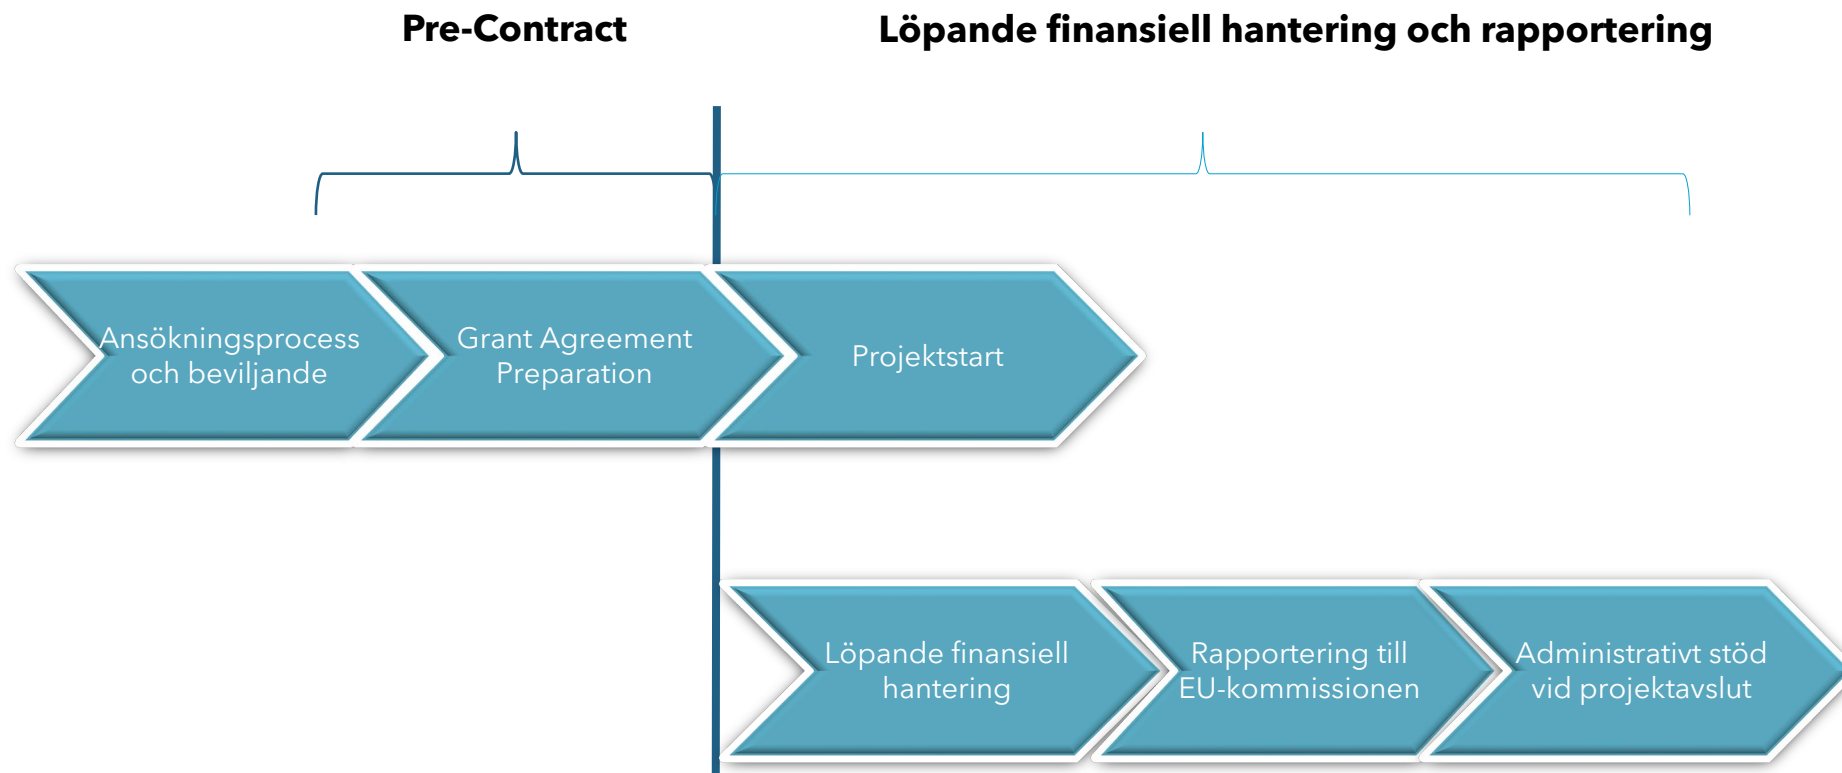 Pre-Contract
Löpande finansiell hantering och rapportering
Ansökningsprocess
och beviljande
Grant Agreement
Preparation
Projektstart
Löpande finansiell
hantering
Rapportering till
EU-kommissionen
Administrativt stöd
vid projektavslut